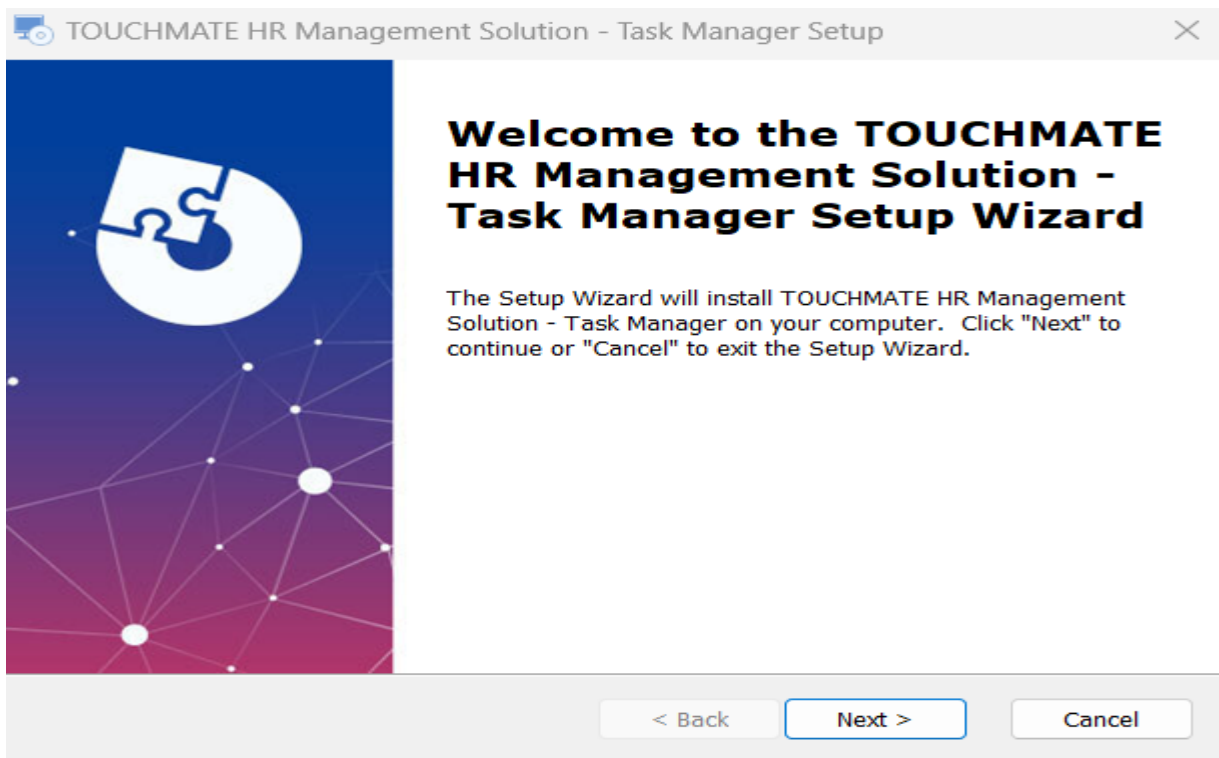 TOUCHMATE HR Management Solution - Task Manager Setup
Welcome to the TOUCHMATE
HR Management Solution -
Task Manager Setup Wizard
The Setup Wizard will install TOUCHMATE HR Management
Solution - Task Manager on your computer.  Click "Next" to
continue or "Cancel" to exit the Setup Wizard.
< Back
Next >
Cancel